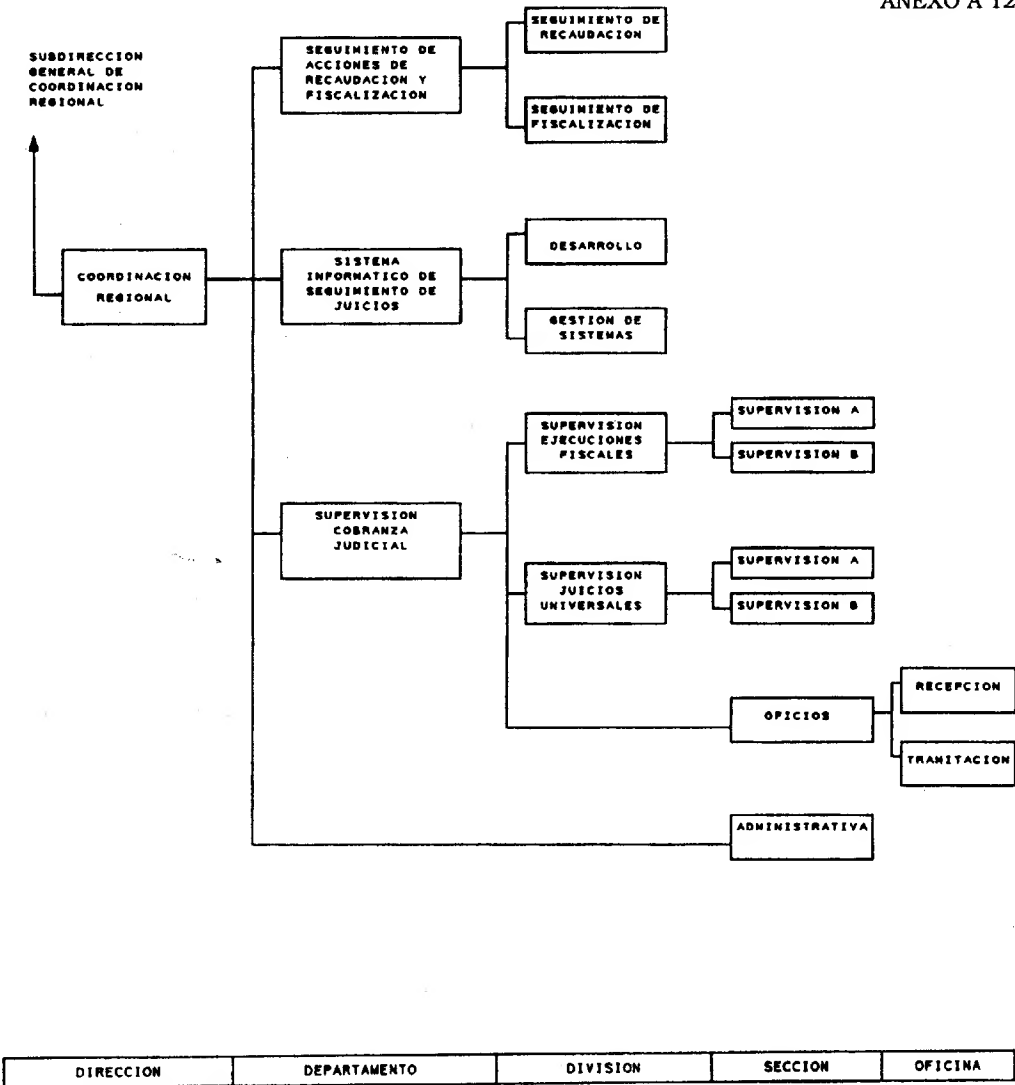 ANEXO A 12
SUBDIRECCION
GENERAL DE
COORDINACION
REGIONAL
SEGUIMIENTO DE
ACCIONES DE
RECAUDACION Y
FISCALIZACION
SEGUIMIENTO DE
RECAUDACION
SEGUIMIENTO DE
FISCALIZACION
COORDINACION
REGIONAL
SISTEMA
INFORMATICO DE
SEGUIMIENTO DE
JUICIOS
DESARROLLO
GESTION DE
SISTEMAS
SUPERVISION
COBRANZA
JUDICIAL
SUPERVISION
EJECUCIONES
FISCALES
SUPERVISION A
SUPERVISION B
SUPERVISION
JUICIOS
UNIVERSALES
SUPERVISION A
SUPERVISION B
OFICIOS
RECEPCION
TRAMITACION
ADMINISTRATIVA
DIRECCION DEPARTAMENTO DIVISION SECCION OFICINA